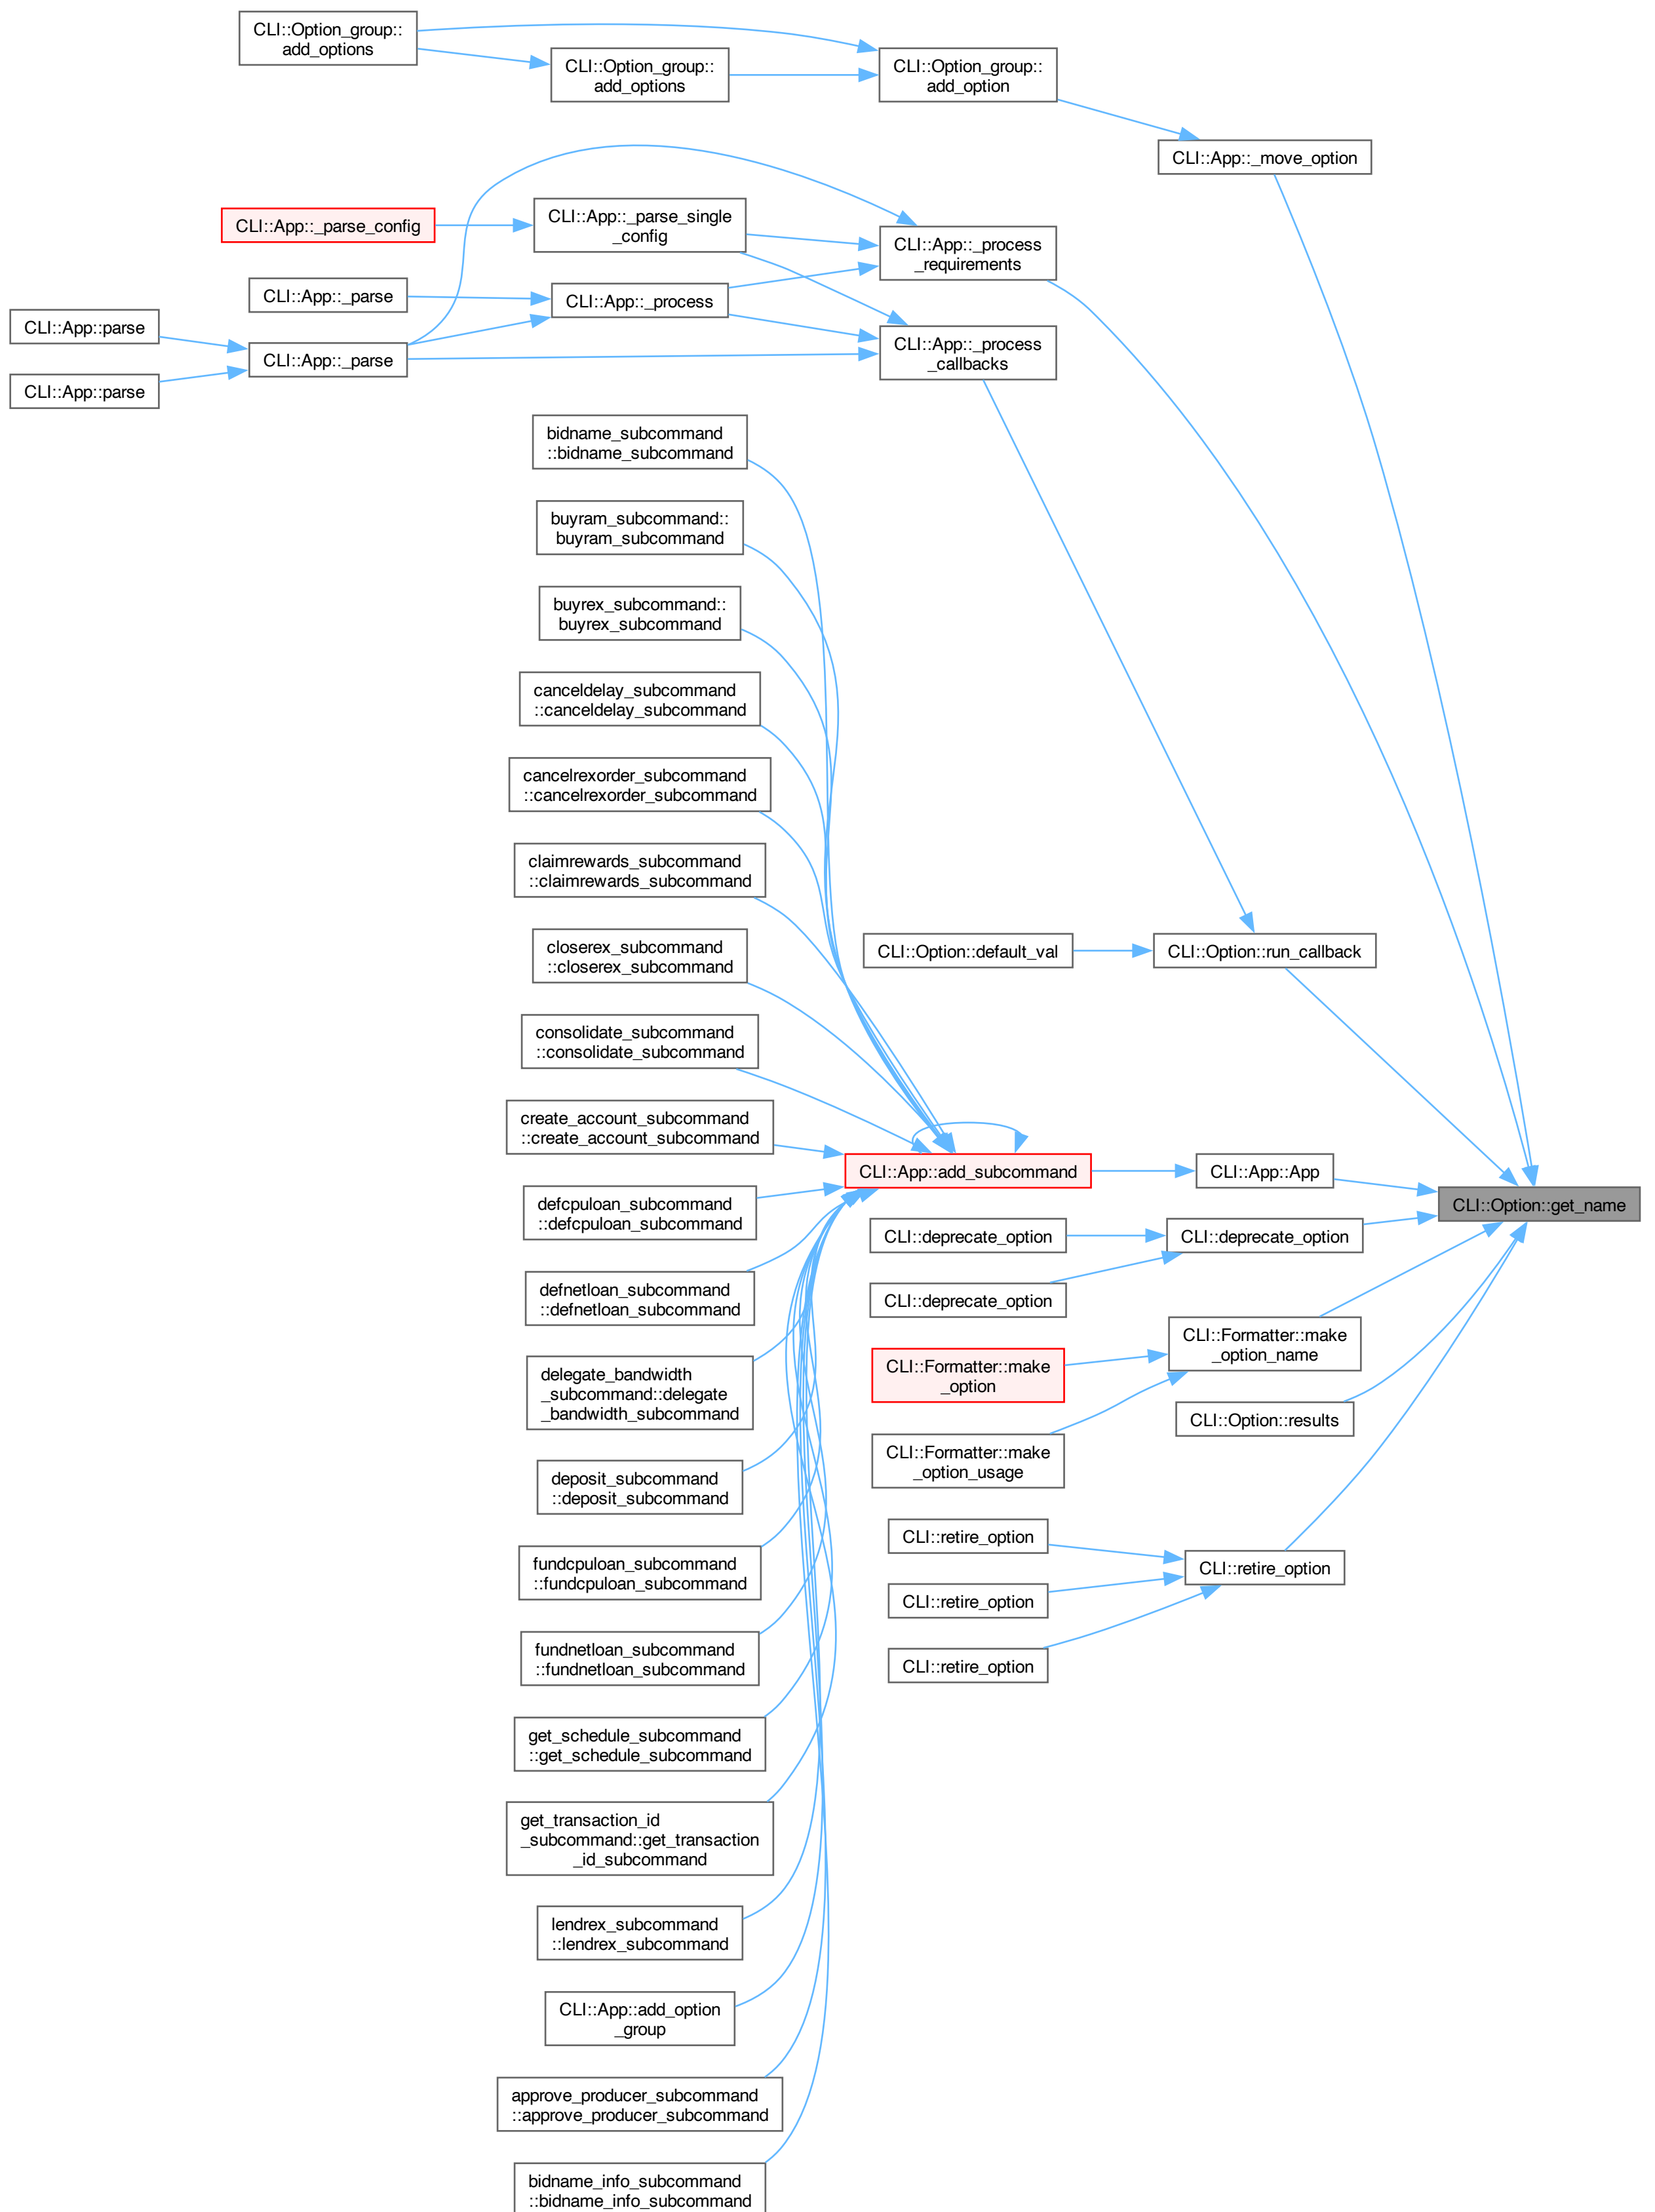 CLI::Option_group::
add_options
CLI::Option_group::
add_options
CLI::Option_group::
add_option
CLI::App::_move_option
CLI::App::_parse_config
CLI::App::_parse_single
_config
CLI::App::_process
_requirements
CLI::App::_parse
CLI::App::_process
CLI::App::parse
CLI::App::_parse
CLI::App::_process
_callbacks
CLI::App::parse
bidname_subcommand
::bidname_subcommand
buyram_subcommand::
buyram_subcommand
buyrex_subcommand::
buyrex_subcommand
canceldelay_subcommand
::canceldelay_subcommand
cancelrexorder_subcommand
::cancelrexorder_subcommand
claimrewards_subcommand
::claimrewards_subcommand
closerex_subcommand
::closerex_subcommand
CLI::Option::default_val
CLI::Option::run_callback
consolidate_subcommand
::consolidate_subcommand
create_account_subcommand
::create_account_subcommand
CLI::App::add_subcommand
CLI::App::App
CLI::Option::get_name
defcpuloan_subcommand
::defcpuloan_subcommand
CLI::deprecate_option
CLI::deprecate_option
defnetloan_subcommand
::defnetloan_subcommand
CLI::deprecate_option
CLI::Formatter::make
_option_name
delegate_bandwidth
_subcommand::delegate
_bandwidth_subcommand
CLI::Formatter::make
_option
CLI::Option::results
CLI::Formatter::make
_option_usage
deposit_subcommand
::deposit_subcommand
CLI::retire_option
fundcpuloan_subcommand
::fundcpuloan_subcommand
CLI::retire_option
CLI::retire_option
fundnetloan_subcommand
::fundnetloan_subcommand
CLI::retire_option
get_schedule_subcommand
::get_schedule_subcommand
get_transaction_id
_subcommand::get_transaction
_id_subcommand
lendrex_subcommand
::lendrex_subcommand
CLI::App::add_option
_group
approve_producer_subcommand
::approve_producer_subcommand
bidname_info_subcommand
::bidname_info_subcommand